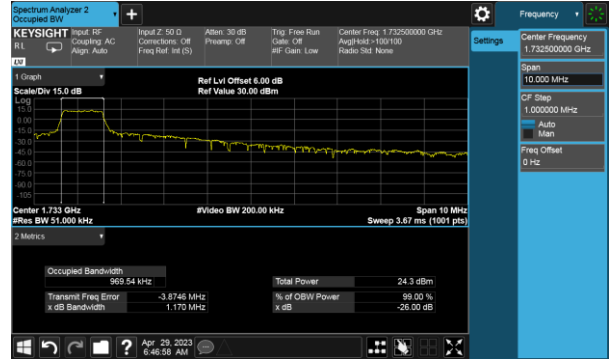 Spectrum Analyzer 2
Occupied BW
Frequency
KEYSIGHT
RL
Input: RF
Coupling: AC
Align: Auto
Input Z: 50 Ω
Corrections: Off
Freq Ref: Int (S)
Atten: 30 dB
Preamp: Off
Trig: Free Run
Gate: Off
#IF Gain: Low
Center Freq: 1.732500000 GHz
Avg|Hold:>100/100
Radio Std: None
Settings
Center Frequency
1.732500000 MHz
Span
10.000 MHz
CF Step
1.000000 MHz
Auto
Man
Freq Offset
0 Hz
1 Graph
Scale/Div 15.0 dB
Ref Lvl Offset 6.00 dB
Ref Value 30.00 dBm
Log
15.0
0.00
-15.0
-30.0
-45.0
-60.0
-75.0
-90.0
-105
Center 1.733 GHz
#Res BW 51.000 kHz
#Video BW 200.00 kHz
Span 10 MHz
Sweep 3.67 ms (1001 pts)
2 Metrics
Occupied Bandwidth
969.54 kHz
Total Power 24.3 dBm
Transmit Freq Error -3.8746 MHz
% of OBW Power 99.00 %
x dB Bandwidth 1.170 MHz
x dB -26.00 dB
?
Apr 29, 2023
6:46:58 AM